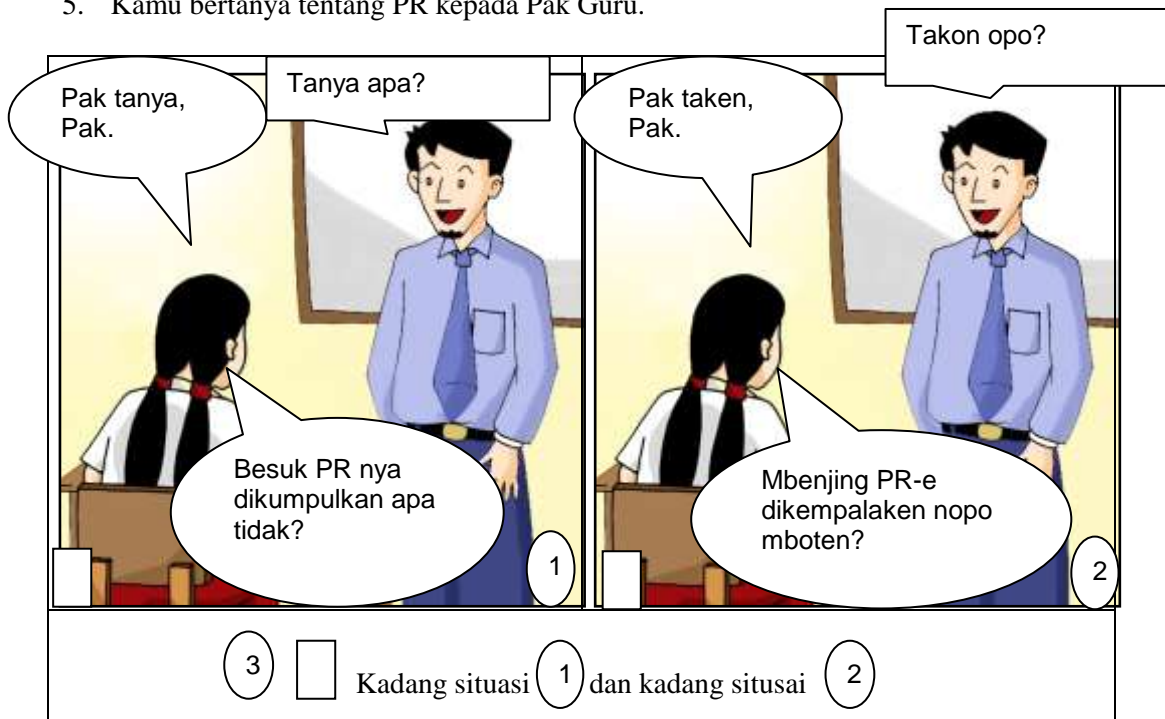 5. Kamu bertanya tentang PR kepada Pak Guru.
Pak tanya,
Pak.
Tanya apa?
Besuk PR nya
dikumpulkan apa
tidak?
1
Pak taken,
Pak.
Takon opo?
Mbenjing PR-e
dikempalaken nopo
mboten?
2
3 Kadang situasi 1 dan kadang situsai 2